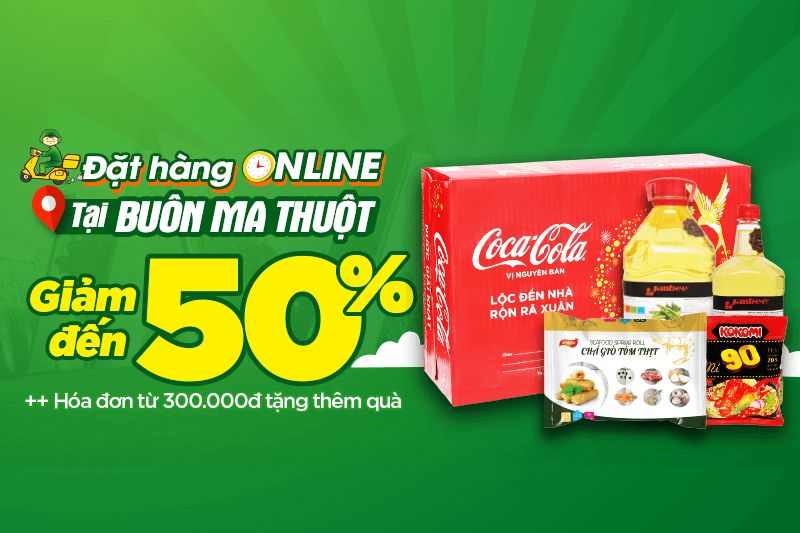 Đặt hàng ONLINE
Tại BUÔN MA THUỘT
Giảm
đến
50%
++ Hóa đơn từ 300.000đ tặng thêm quà
Coca-Cola
VỊ NGUYÊN BẢN
LỘC ĐẾN NHÀ
RỘN RÃ XUÂN
Coca-Cola
NƯỚC GIẢI KHÁT
Janbee
Janbee
SEAFOOD SPRING ROLL
CHẢ GIÒ TÔM THỊT
KOKOMI
90